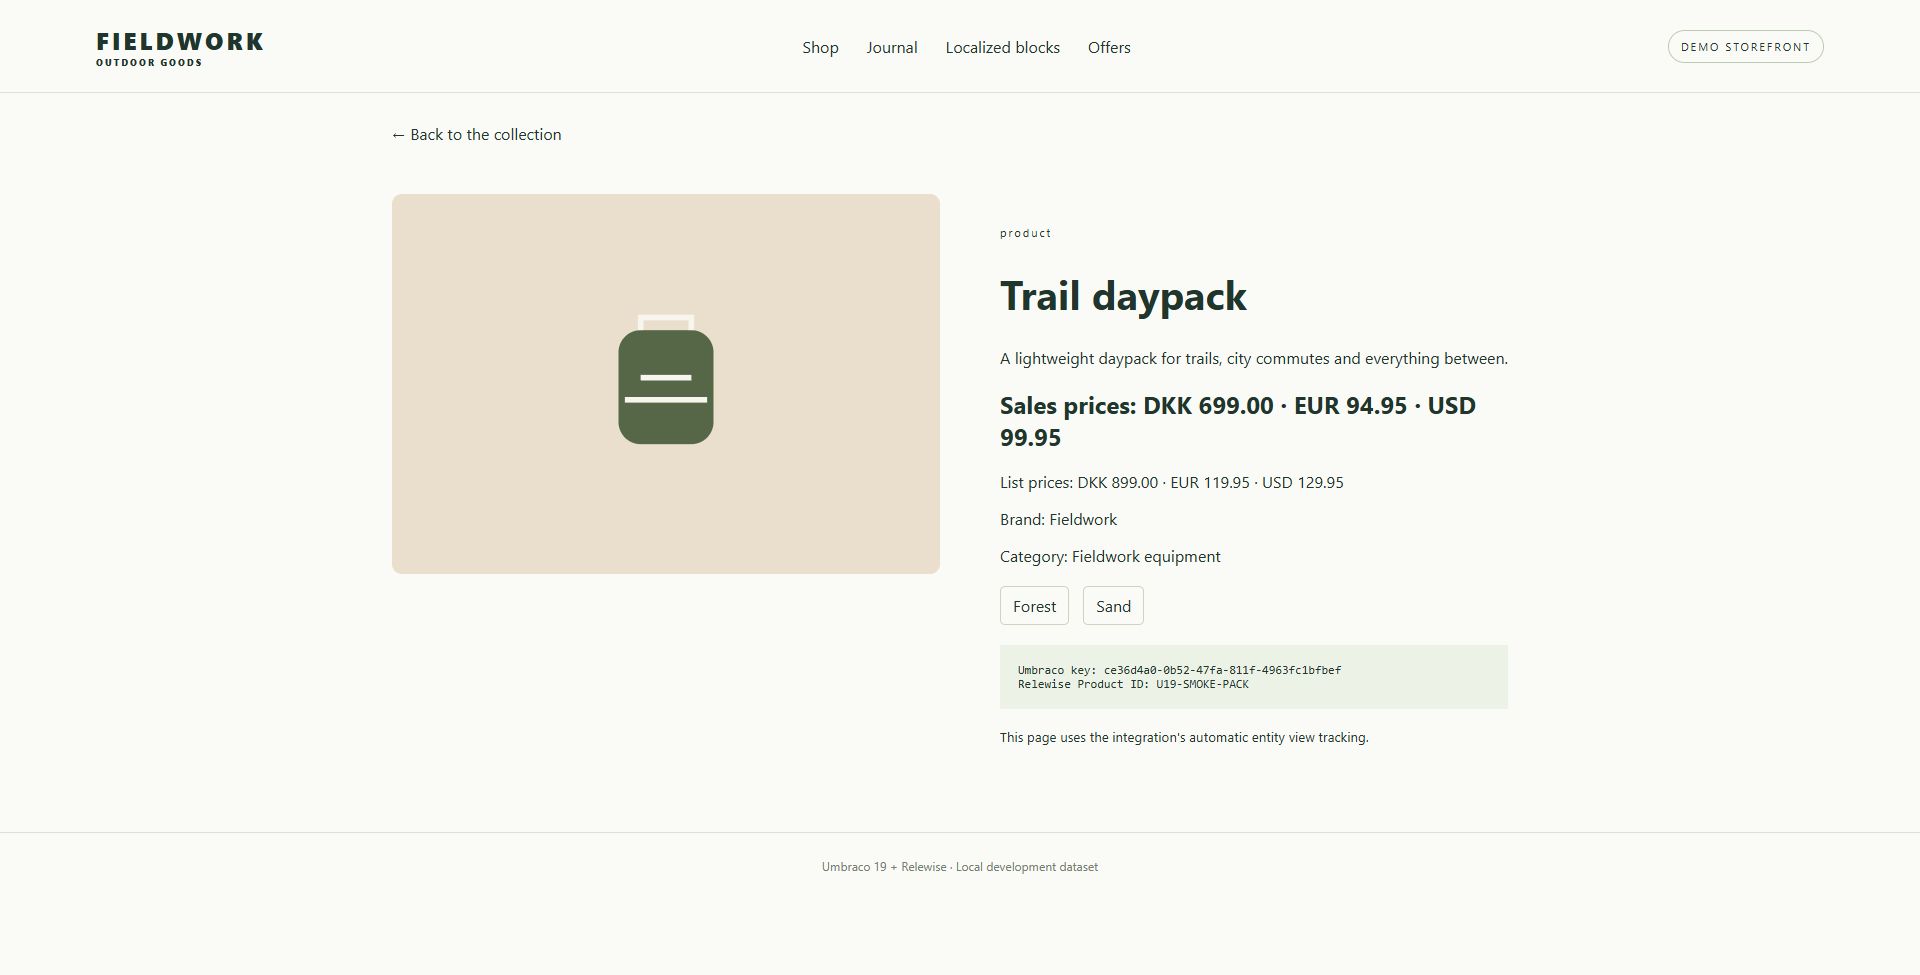 FIELDWORK
OUTDOOR GOODS
Shop
Journal
Localized blocks
Offers
DEMO STOREFRONT
← Back to the collection
product
Trail daypack
A lightweight daypack for trails, city commutes and everything between.
Sales prices: DKK 699.00 · EUR 94.95 · USD
99.95
List prices: DKK 899.00 · EUR 119.95 · USD 129.95
Brand: Fieldwork
Category: Fieldwork equipment
Forest
Sand
Umbraco key: ce36d4a0-0b52-47fa-811f-4963fc1bfbef
Relewise Product ID: U19-SMOKE-PACK
This page uses the integration's automatic entity view tracking.
Umbraco 19 + Relewise · Local development dataset